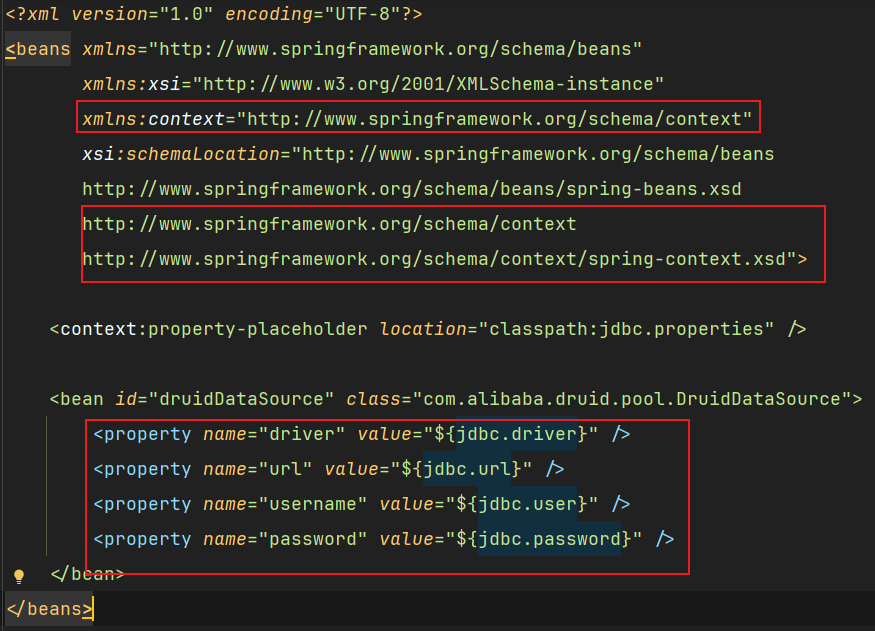 <?xml version="1.0" encoding="UTF-8"?>
<beans xmlns="http://www.springframework.org/schema/beans"
xmlns:xsi="http://www.w3.org/2001/XMLSchema-instance"
xmlns:context="http://www.springframework.org/schema/context"
xsi:schemaLocation="http://www.springframework.org/schema/beans
http://www.springframework.org/schema/beans/spring-beans.xsd
http://www.springframework.org/schema/context
http://www.springframework.org/schema/context/spring-context.xsd">
<context:property-placeholder location="classpath:jdbc.properties" />
<bean id="druidDataSource" class="com.alibaba.druid.pool.DruidDataSource">
<property name="driver" value="${jdbc.driver}" />
<property name="url" value="${jdbc.url}" />
<property name="username" value="${jdbc.user}" />
<property name="password" value="${jdbc.password}" />
</bean>
</beans>